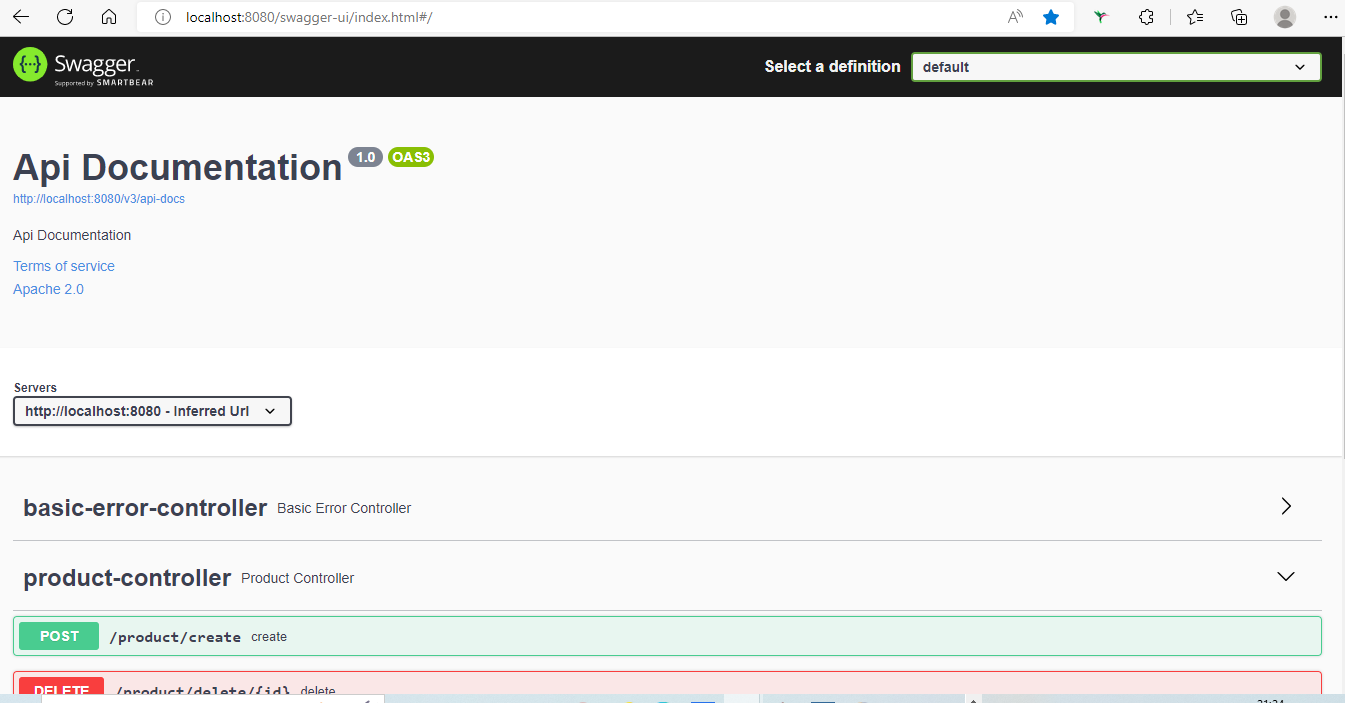 localhost:8080/swagger-ui/index.html#/
Swagger
Supported by SMARTBEAR
Select a definition
default
Api Documentation 1.0 OAS3
http://localhost:8080/v3/api-docs
Api Documentation
Terms of service
Apache 2.0
Servers
http://localhost:8080 - Inferred Url
basic-error-controller Basic Error Controller
product-controller Product Controller
POST /product/create create
DELETE /product/delete/{id} delete